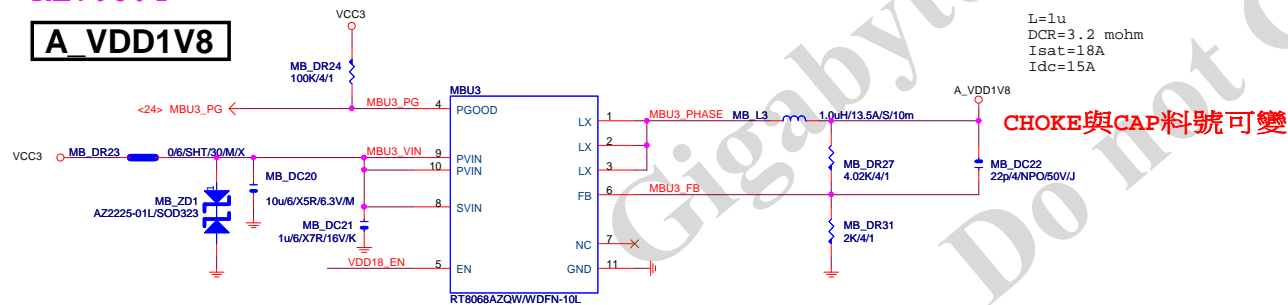 A_VDD1V8
VCC3
MB_DR24
100K/4/1
<24> MBU3_PG
MBU3_PG
VCC3
MB_DR23
0/6/SHT/30/M/X
MBU3_VIN
MB_ZD1
AZ2225-01L/SOD323
MB_DC20
10u/6/X5R/6.3V/M
MB_DC21
1u/6/X7R/16V/K
VDD18_EN
MBU3
4 PGOOD
9 PVIN
10 PVIN
8 SVIN
5 EN
LX 1
LX 2
LX 3
FB 6
NC 7
GND 11
RT8068AZQW/WDFN-10L
MBU3_PHASE
MB_L3
1.0uH/13.5A/S/10m
MBU3_FB
MB_DR27
4.02K/4/1
MB_DR31
2K/4/1
A_VDD1V8
MB_DC22
22p/4/NPO/50V/J
L=1u
DCR=3.2 mohm
Isat=18A
Idc=15A
CHOKE與CAP料號可變
Gigaby
Do not